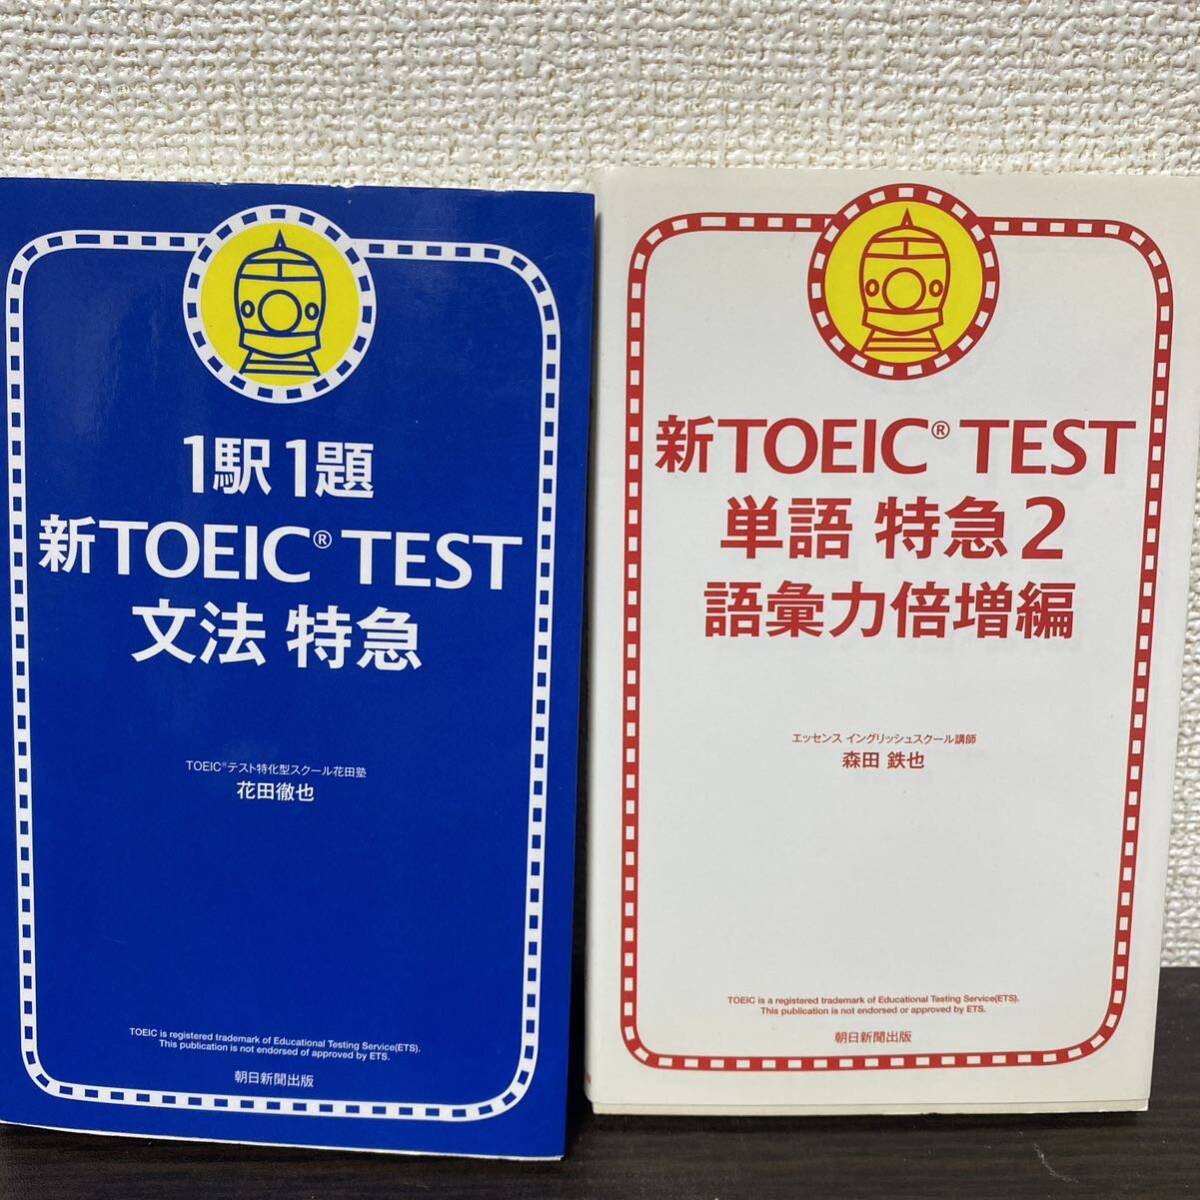 1駅1題
新TOEIC® TEST
文法 特急
TOEIC®テスト特化型スクール花田塾
花田徹也
TOEIC is registered trademark of Educational Testing Service(ETS).
This publication is not endorsed of approved by ETS.
朝日新聞出版
新TOEIC® TEST
単語 特急2
語彙力倍増編
エッセンス イングリッシュスクール講師
森田 鉄也
TOEIC is a registered trademark of Educational Testing Service(ETS).
This publication is not endorsed or approved by ETS.
朝日新聞出版